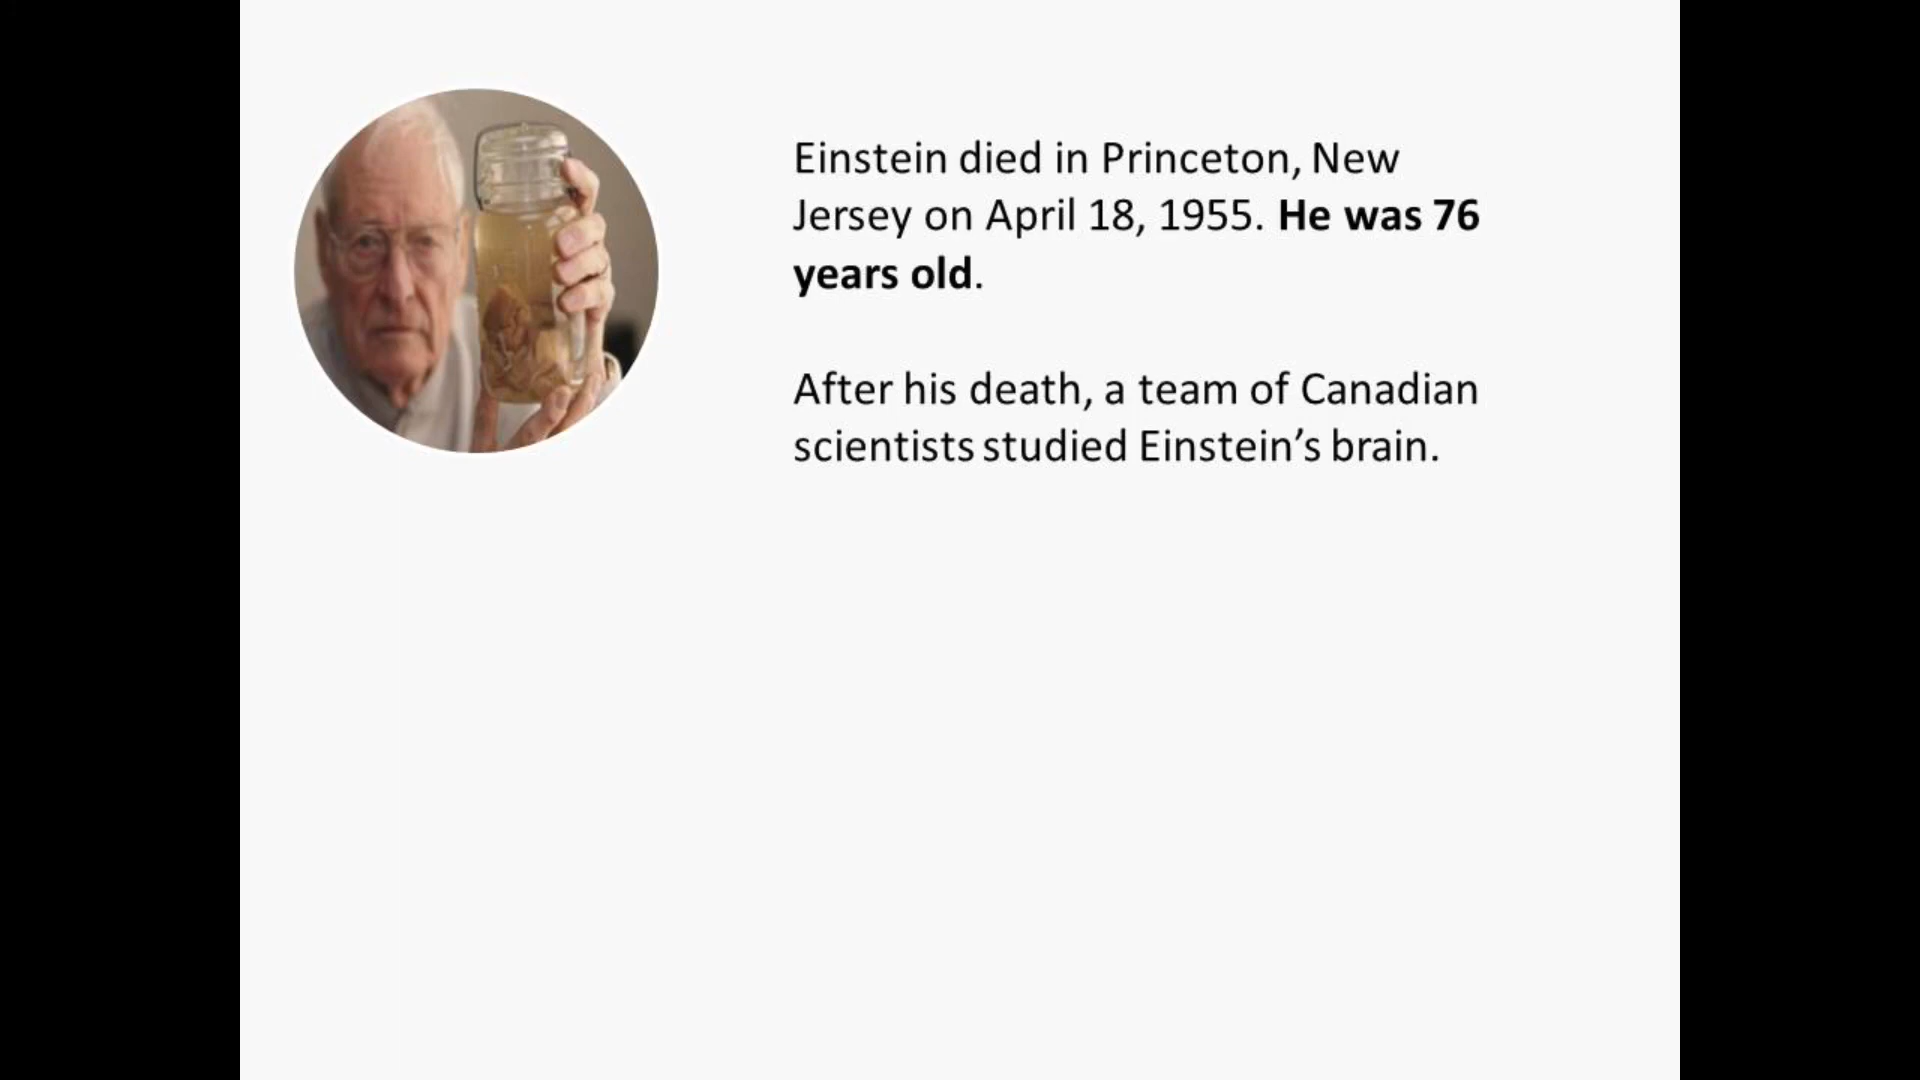 Einstein died in Princeton, New
Jersey on April 18, 1955. He was 76
years old.
After his death, a team of Canadian
scientists studied Einstein’s brain.